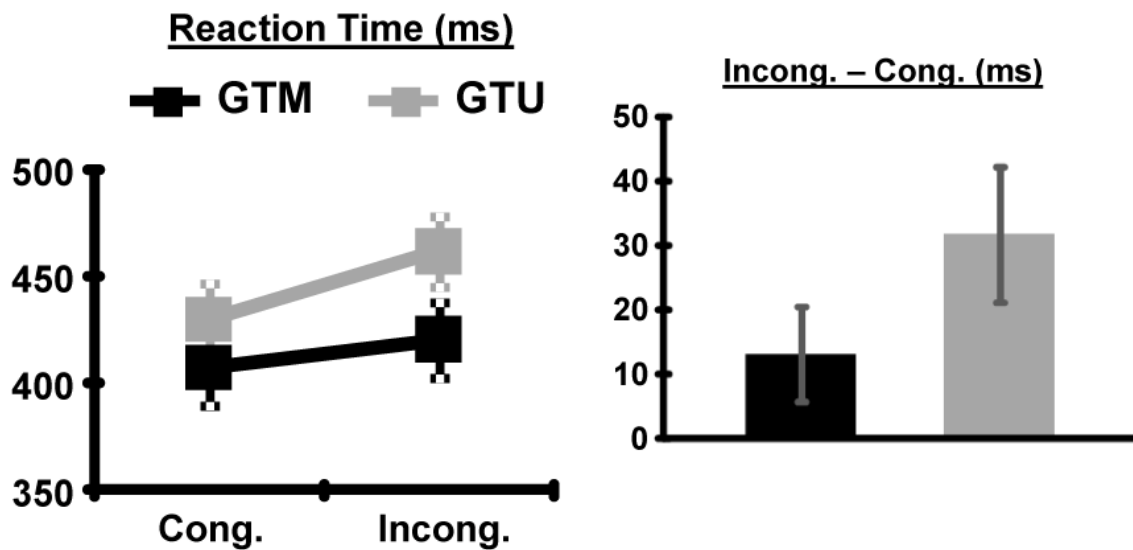 Reaction Time (ms)
GTM GTU
500
450
400
350
Cong. Incong.
Incong. – Cong. (ms)
50
40
30
20
10
0